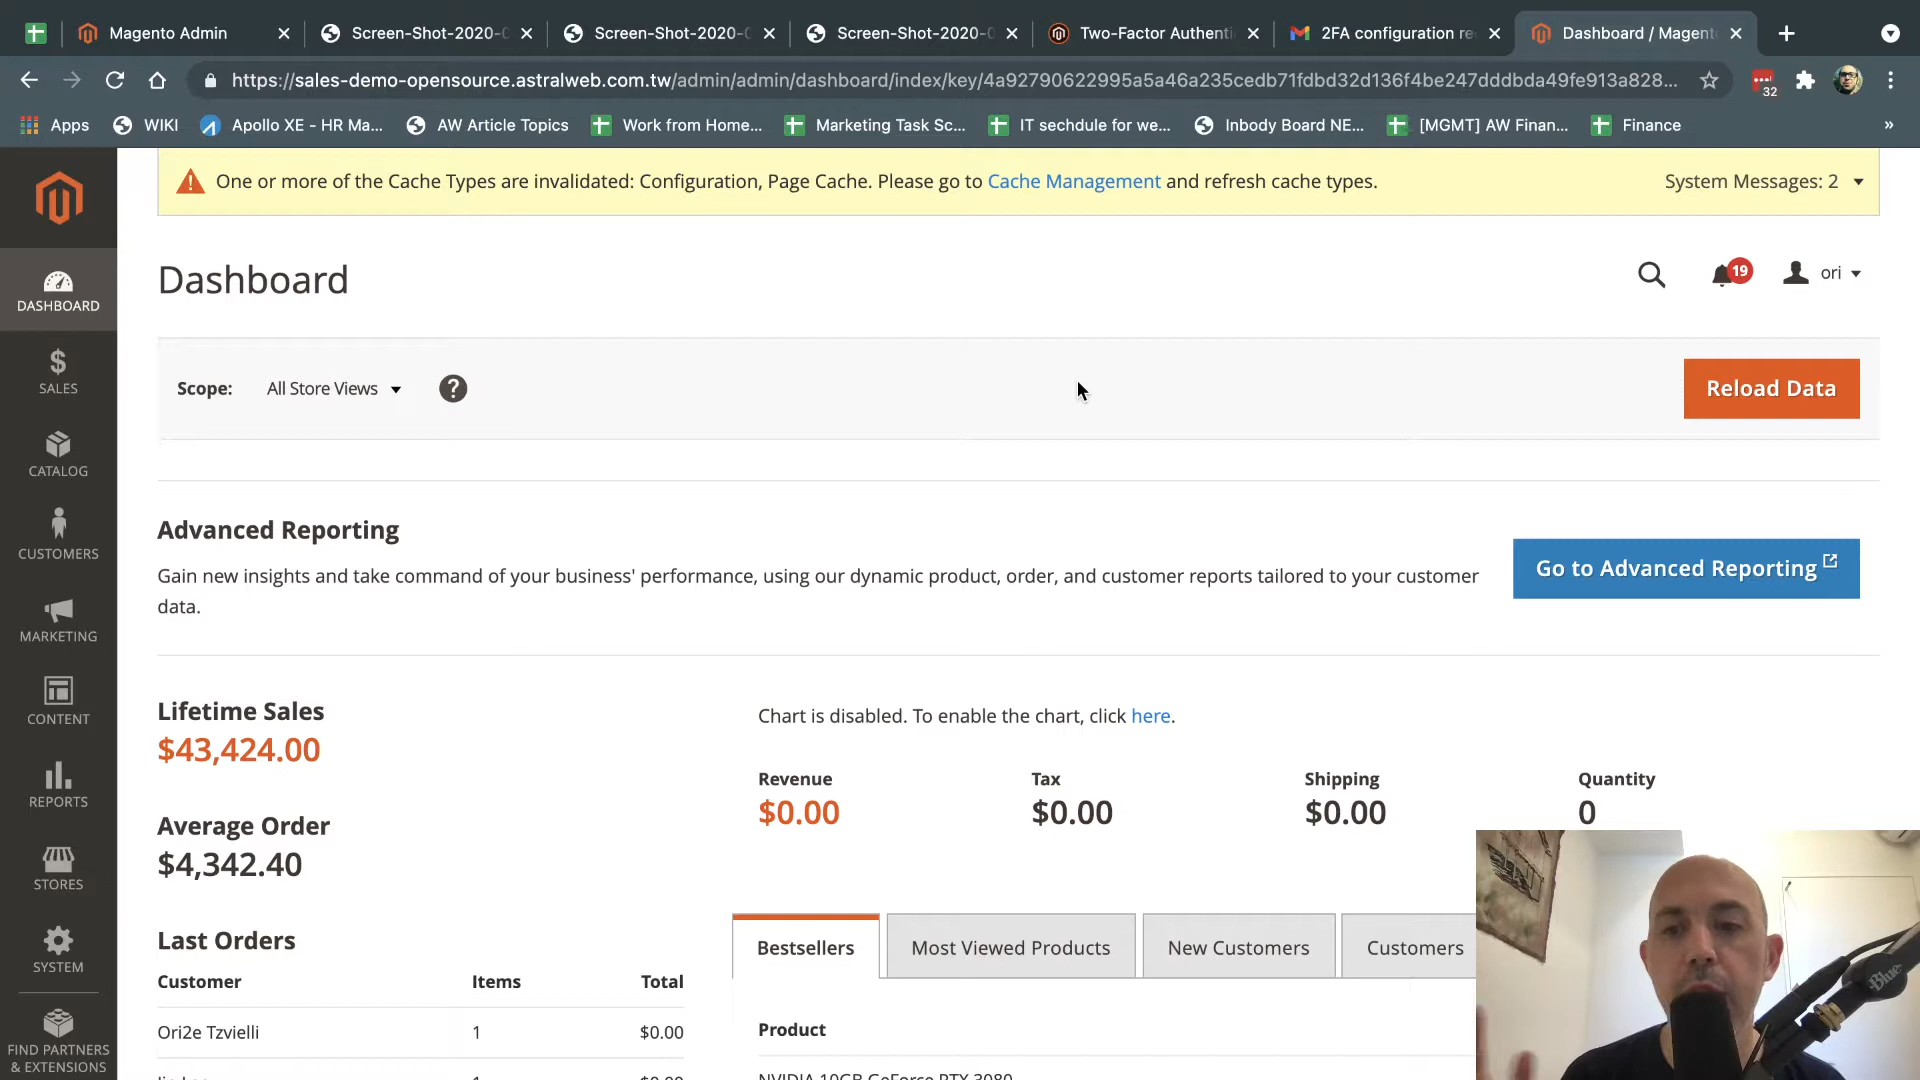 Magento Admin
Screen-Shot-2020-0
Screen-Shot-2020-0
Screen-Shot-2020-0
Two-Factor Authenti
2FA configuration re
Dashboard / Magent
https://sales-demo-opensource.astralweb.com.tw/admin/admin/dashboard/index/key/4a92790622995a5a46a235cedb71fdbd32d136f4be247dddbda49fe913a828...
32
Apps
WIKI
Apollo XE - HR Ma...
AW Article Topics
Work from Home...
Marketing Task Sc...
IT sechdule for we...
Inbody Board NE...
[MGMT] AW Finan...
Finance
»
One or more of the Cache Types are invalidated: Configuration, Page Cache. Please go to Cache Management and refresh cache types.
System Messages: 2
Dashboard
19
ori
Scope:
All Store Views
?
Reload Data
DASHBOARD
SALES
CATALOG
CUSTOMERS
MARKETING
CONTENT
REPORTS
STORES
SYSTEM
FIND PARTNERS
& EXTENSIONS
Advanced Reporting
Gain new insights and take command of your business' performance, using our dynamic product, order, and customer reports tailored to your customer
data.
Go to Advanced Reporting
Lifetime Sales
$43,424.00
Average Order
$4,342.40
Last Orders
Customer Items Total
Ori2e Tzvielli 1 $0.00
Chart is disabled. To enable the chart, click here.
Revenue Tax Shipping Quantity
$0.00 $0.00 $0.00 0
Bestsellers
Most Viewed Products
New Customers
Customers
Product
NVIDIA 10GB GeForce RTX 3080
Blue